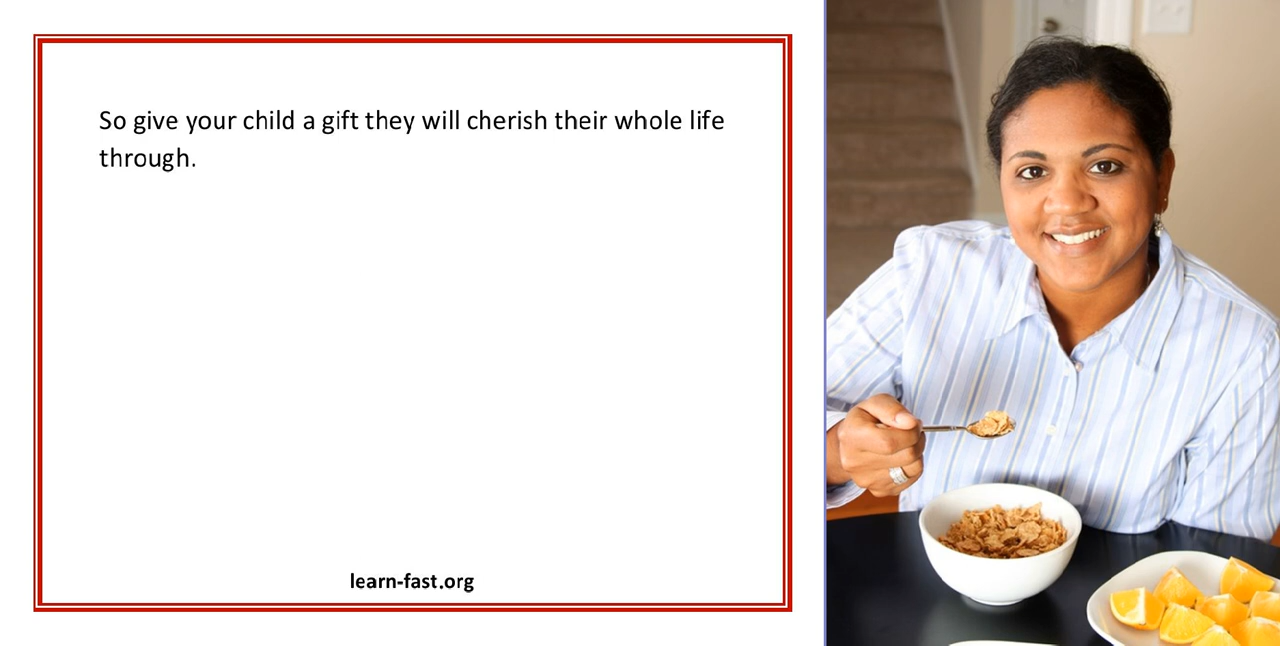 So give your child a gift they will cherish their whole life
through.
learn-fast.org